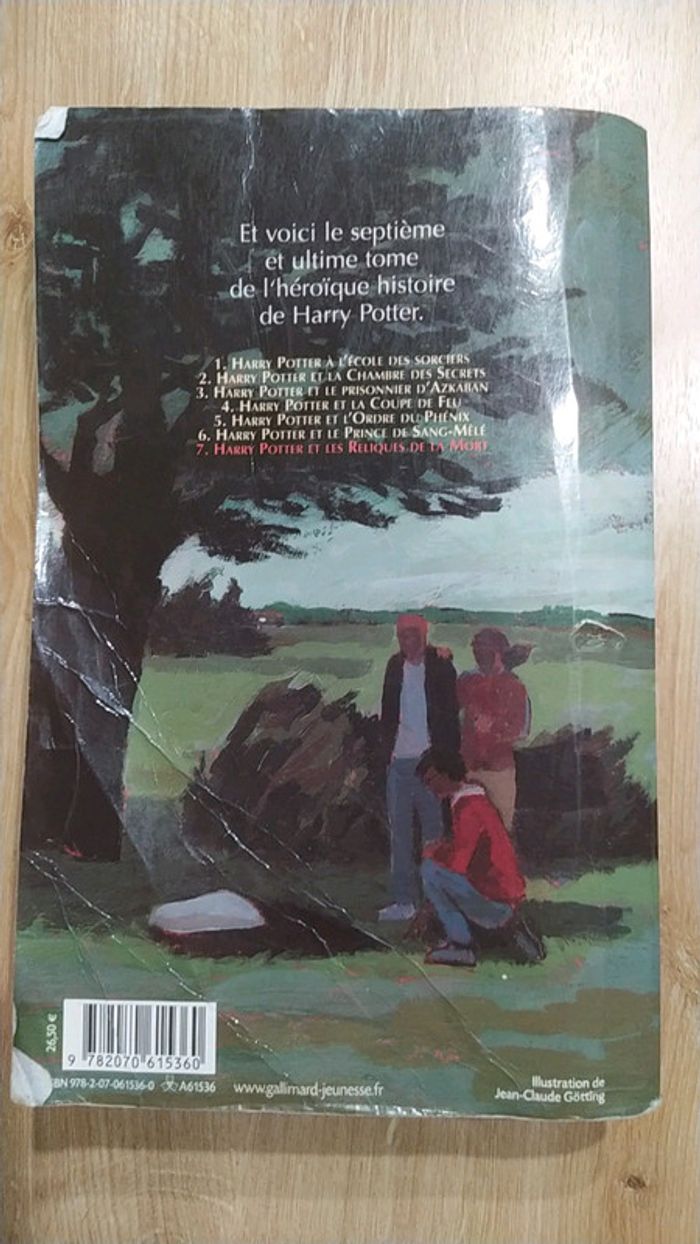 Et voici le septième
et ultime tome
de l'héroïque histoire
de Harry Potter.
1. HARRY POTTER À L'ÉCOLE DES SORCIERS
2. HARRY POTTER ET LA CHAMBRE DES SECRETS
3. HARRY POTTER ET LE PRISONNIER D'AZKABAN
4. HARRY POTTER ET LA COUPE DE FEU
5. HARRY POTTER ET L'ORDRE DU PHÉNIX
6. HARRY POTTER ET LE PRINCE DE SANG-MÊLÉ
7. HARRY POTTER ET LES RELIQUES DE LA MORT
26,50 €
9 782070 615360
BN 978-2-07-061536-0 A61536
www.gallimard-jeunesse.fr
Illustration de
Jean-Claude Götting